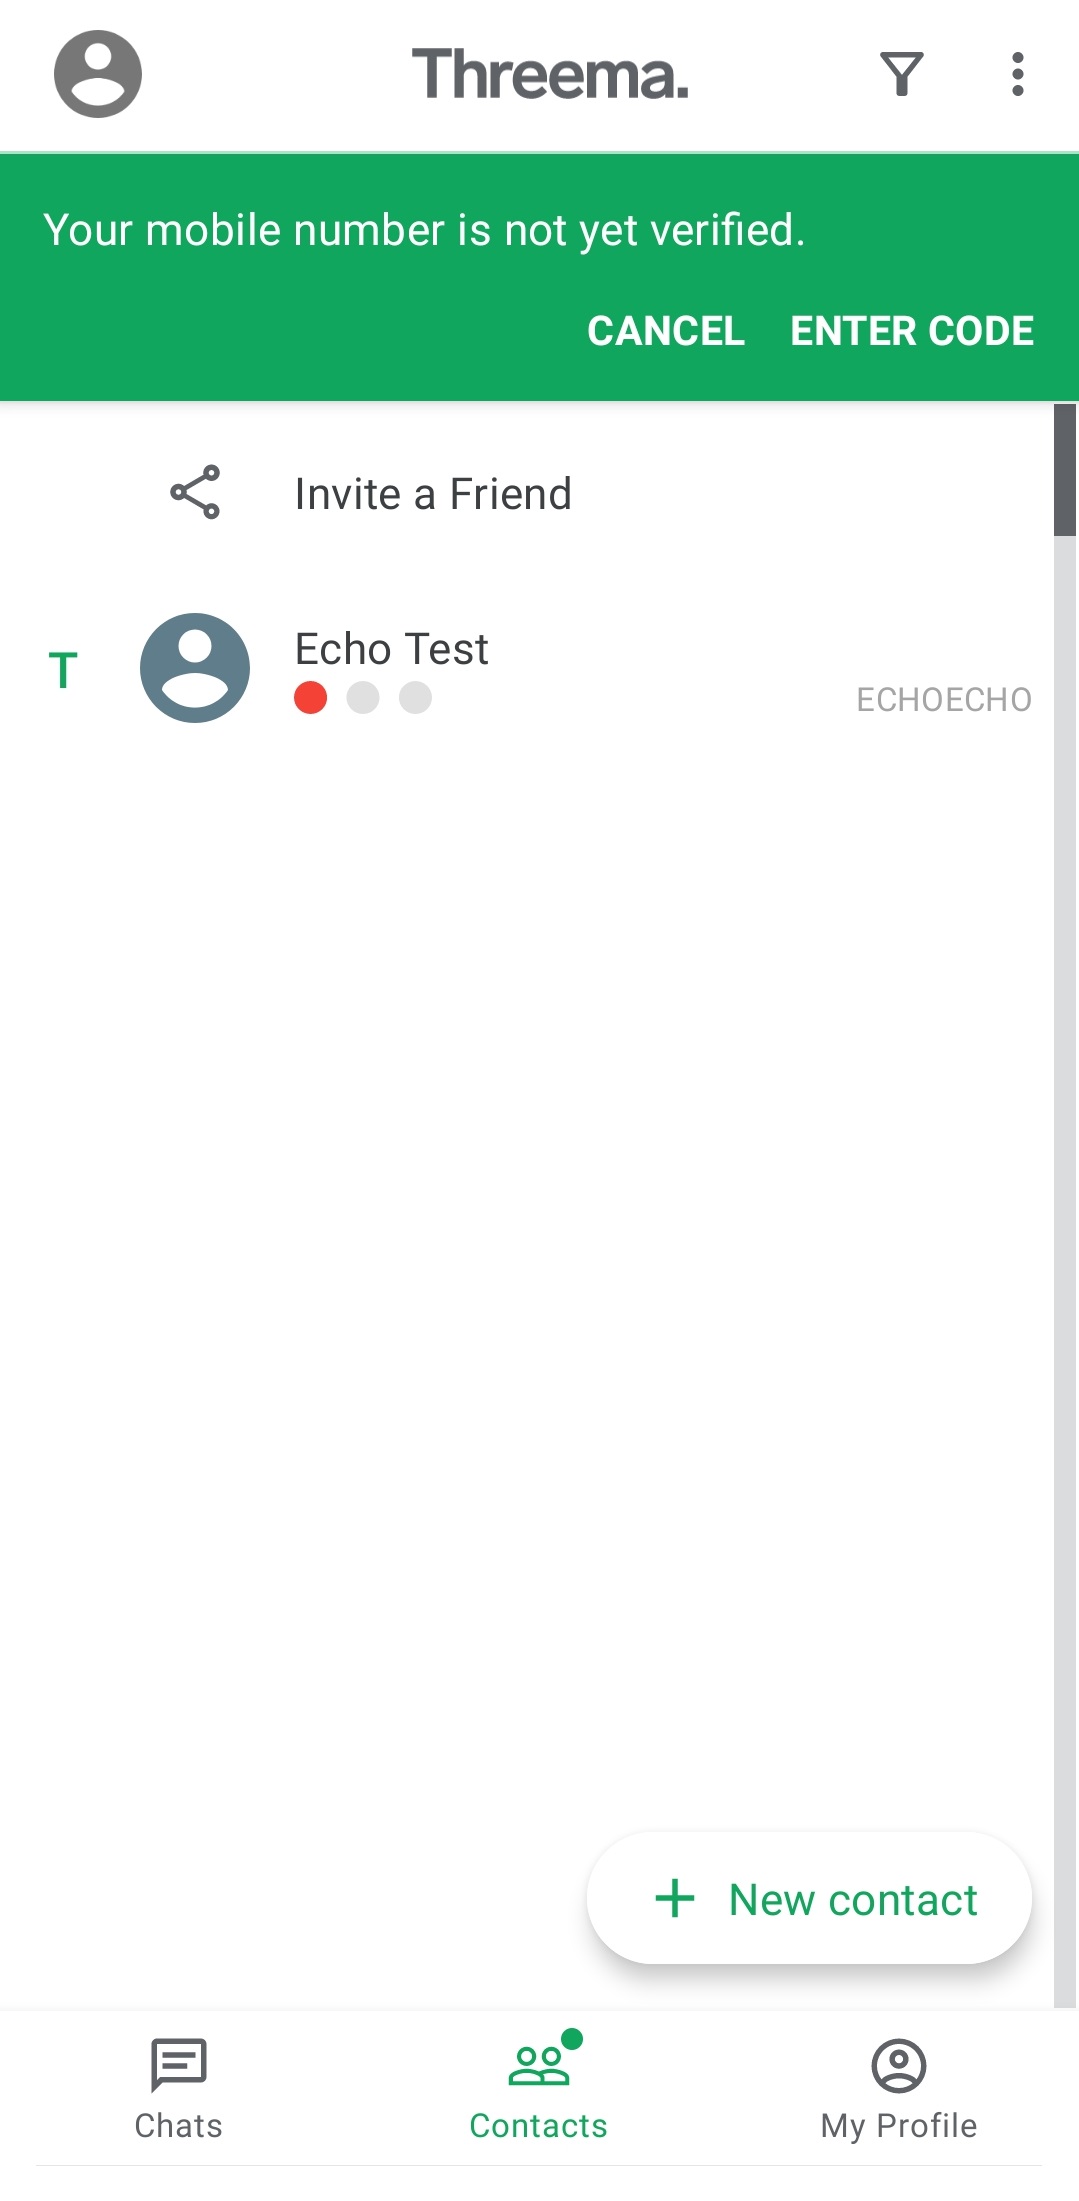 Threema.
Your mobile number is not yet verified.
CANCEL ENTER CODE
Invite a Friend
T
Echo Test
ECHOECHO
New contact
Chats Contacts My Profile